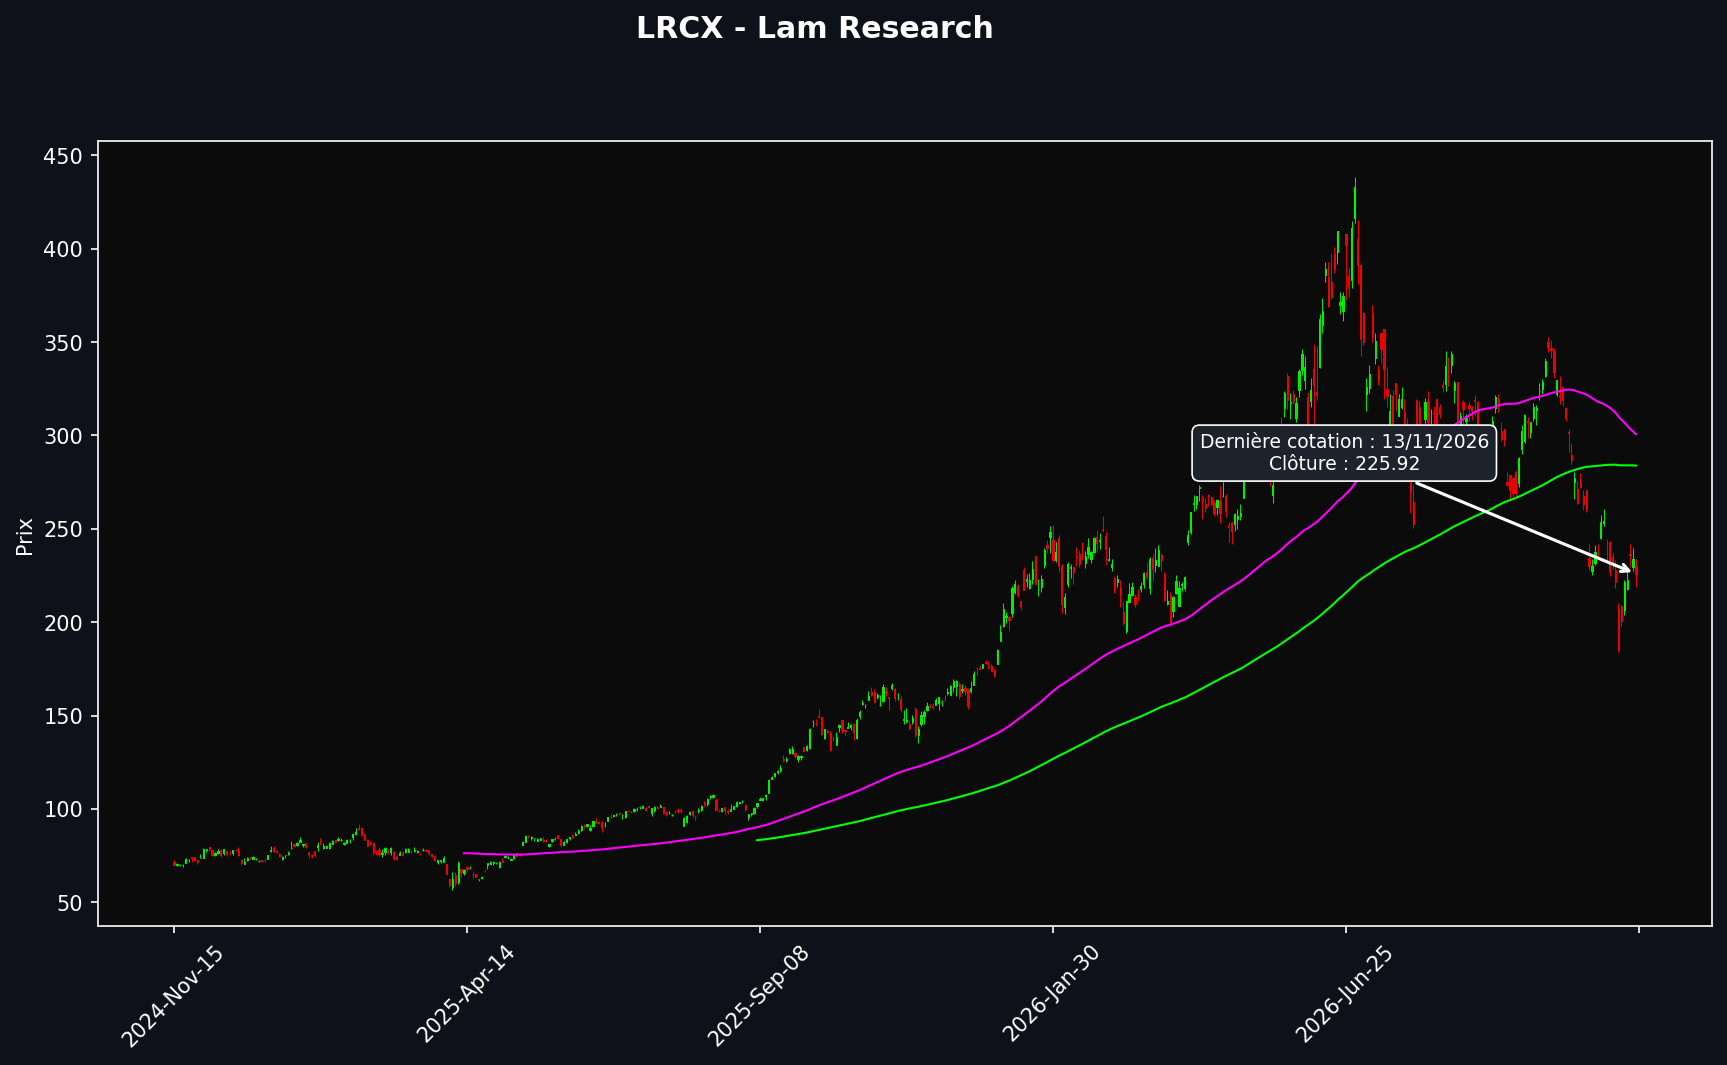 LRCX - Lam Research
Prix
450
400
350
300
250
200
150
100
50
Dernière cotation : 13/11/2026
Clôture : 225.92
2024-Nov-15
2025-Apr-14
2025-Sep-08
2026-Jan-30
2026-Jun-25